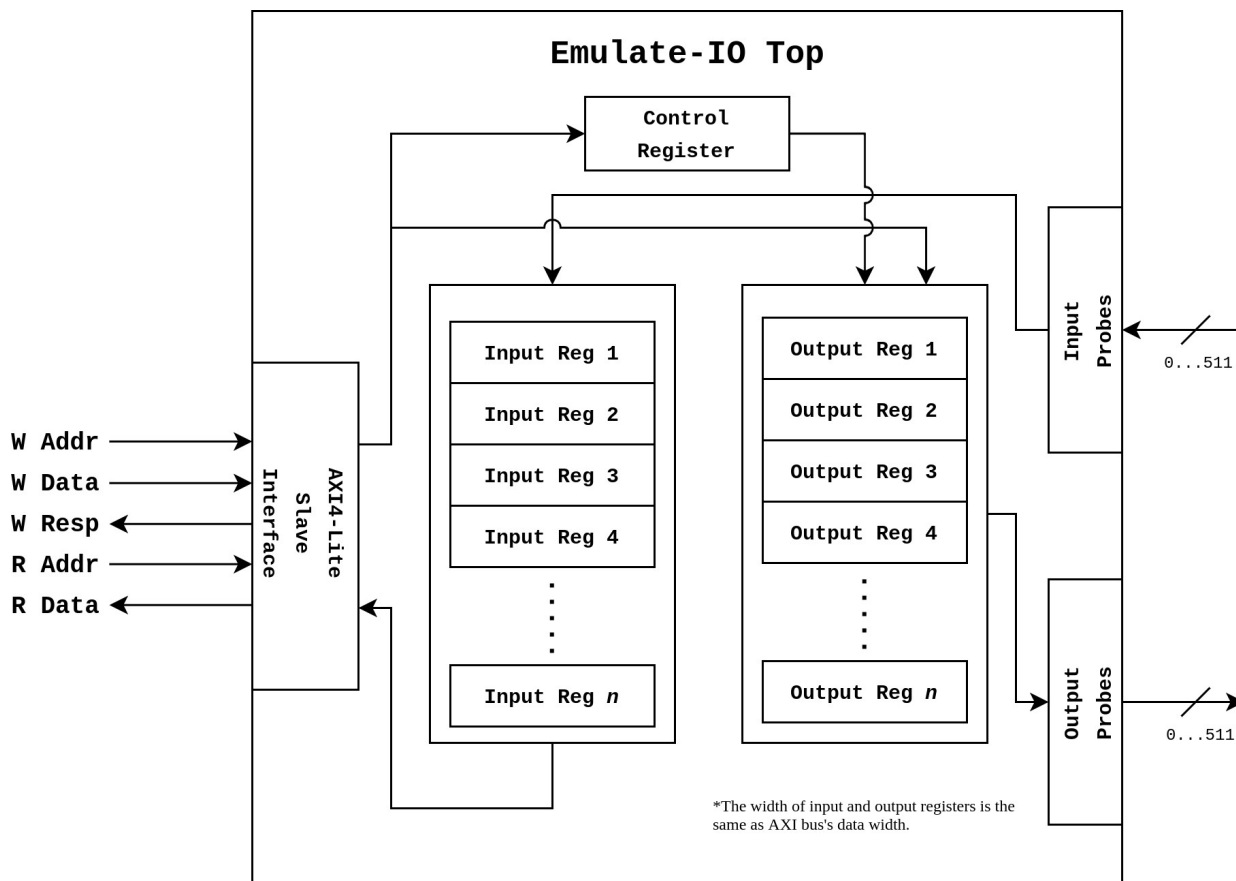 Emulate-IO Top
Control
Register
Input
Probes
0...511
Input Reg 1
Input Reg 2
Input Reg 3
Input Reg 4
Input Reg n
Output Reg 1
Output Reg 2
Output Reg 3
Output Reg 4
Output Reg n
W Addr
W Data
W Resp
R Addr
R Data
AXI4-Lite
Slave
Interface
Output
Probes
0...511
*The width of input and output registers is the
same as AXI bus's data width.